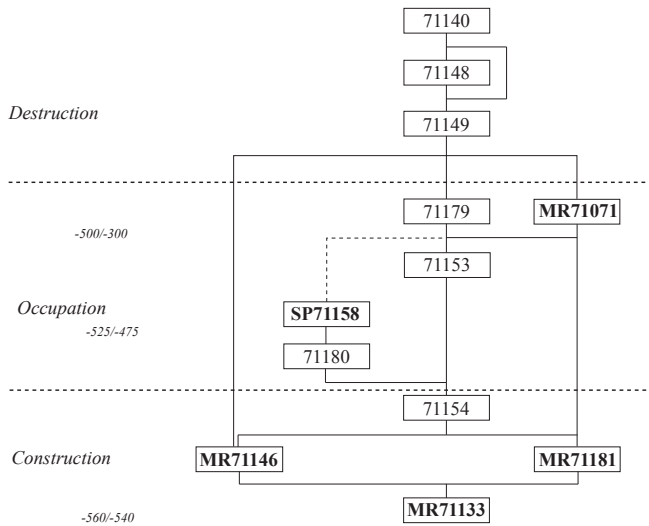 71140
71148
71149
Destruction
71179
MR71071
-500/-300
71153
Occupation
SP71158
-525/-475
71180
71154
Construction
MR71146
MR71181
MR71133
-560/-540